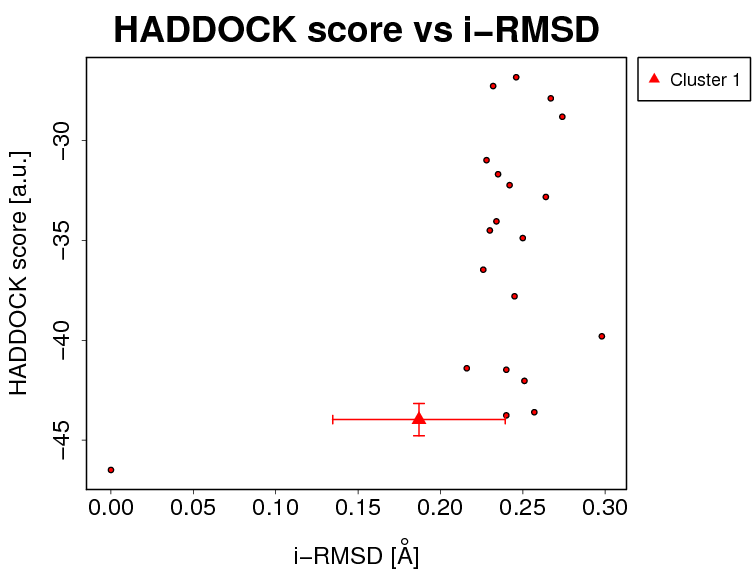 HADDOCK score vs i−RMSD
Cluster 1
HADDOCK score [a.u.]
−30
−35
−40
−45
0.00 0.05 0.10 0.15 0.20 0.25 0.30
i−RMSD [Å]